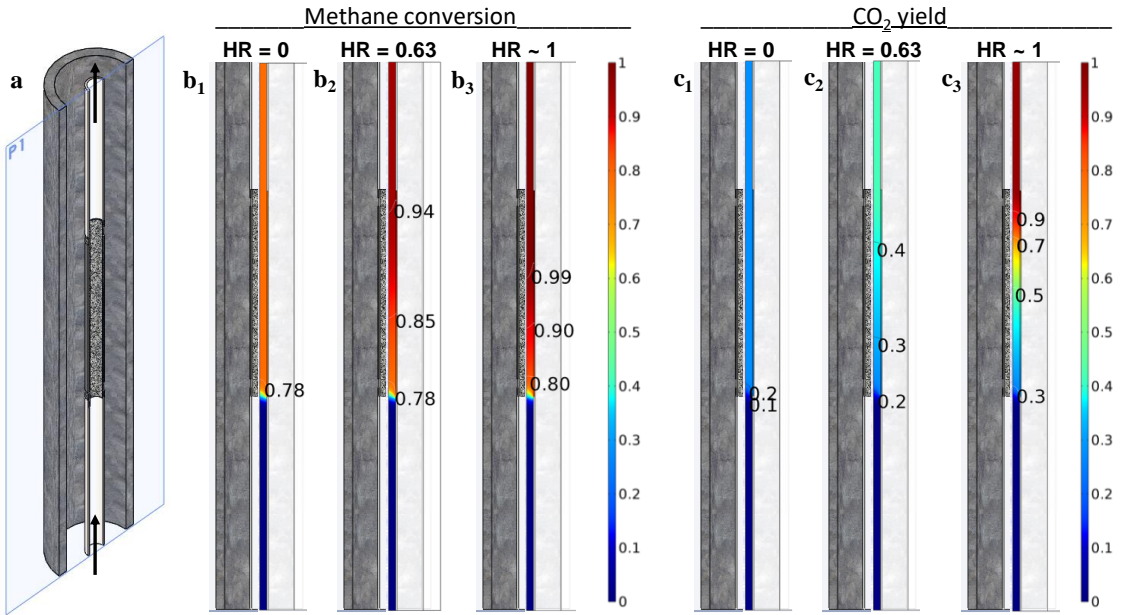 Methane conversion
CO2 yield
HR = 0
HR = 0.63
HR ~ 1
HR = 0
HR = 0.63
HR ~ 1
a
b1
b2
b3
c1
c2
c3
P1
0.78
0.94
0.85
0.78
0.99
0.90
0.80
1
0.9
0.8
0.7
0.6
0.5
0.4
0.3
0.2
0.1
0
0.2
0.1
0.4
0.3
0.2
0.9
0.7
0.5
0.3
1
0.9
0.8
0.7
0.6
0.5
0.4
0.3
0.2
0.1
0